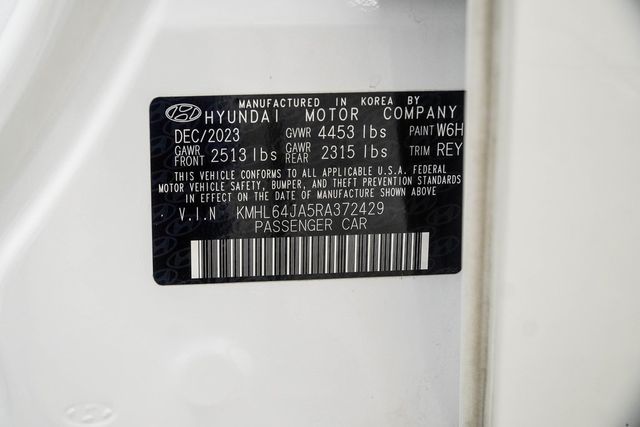 MANUFACTURED IN KOREA BY
HYUNDAI MOTOR COMPANY
DEC/2023 GVWR 4453 lbs PAINT W6H
GAWR FRONT 2513 lbs GAWR REAR 2315 lbs TRIM REY
THIS VEHICLE CONFORMS TO ALL APPLICABLE U.S.A. FEDERAL
MOTOR VEHICLE SAFETY, BUMPER, AND THEFT PREVENTION STANDARDS
IN EFFECT ON THE DATE OF MANUFACTURE SHOWN ABOVE
V.I.N KMHL64JA5RA372429
PASSENGER CAR